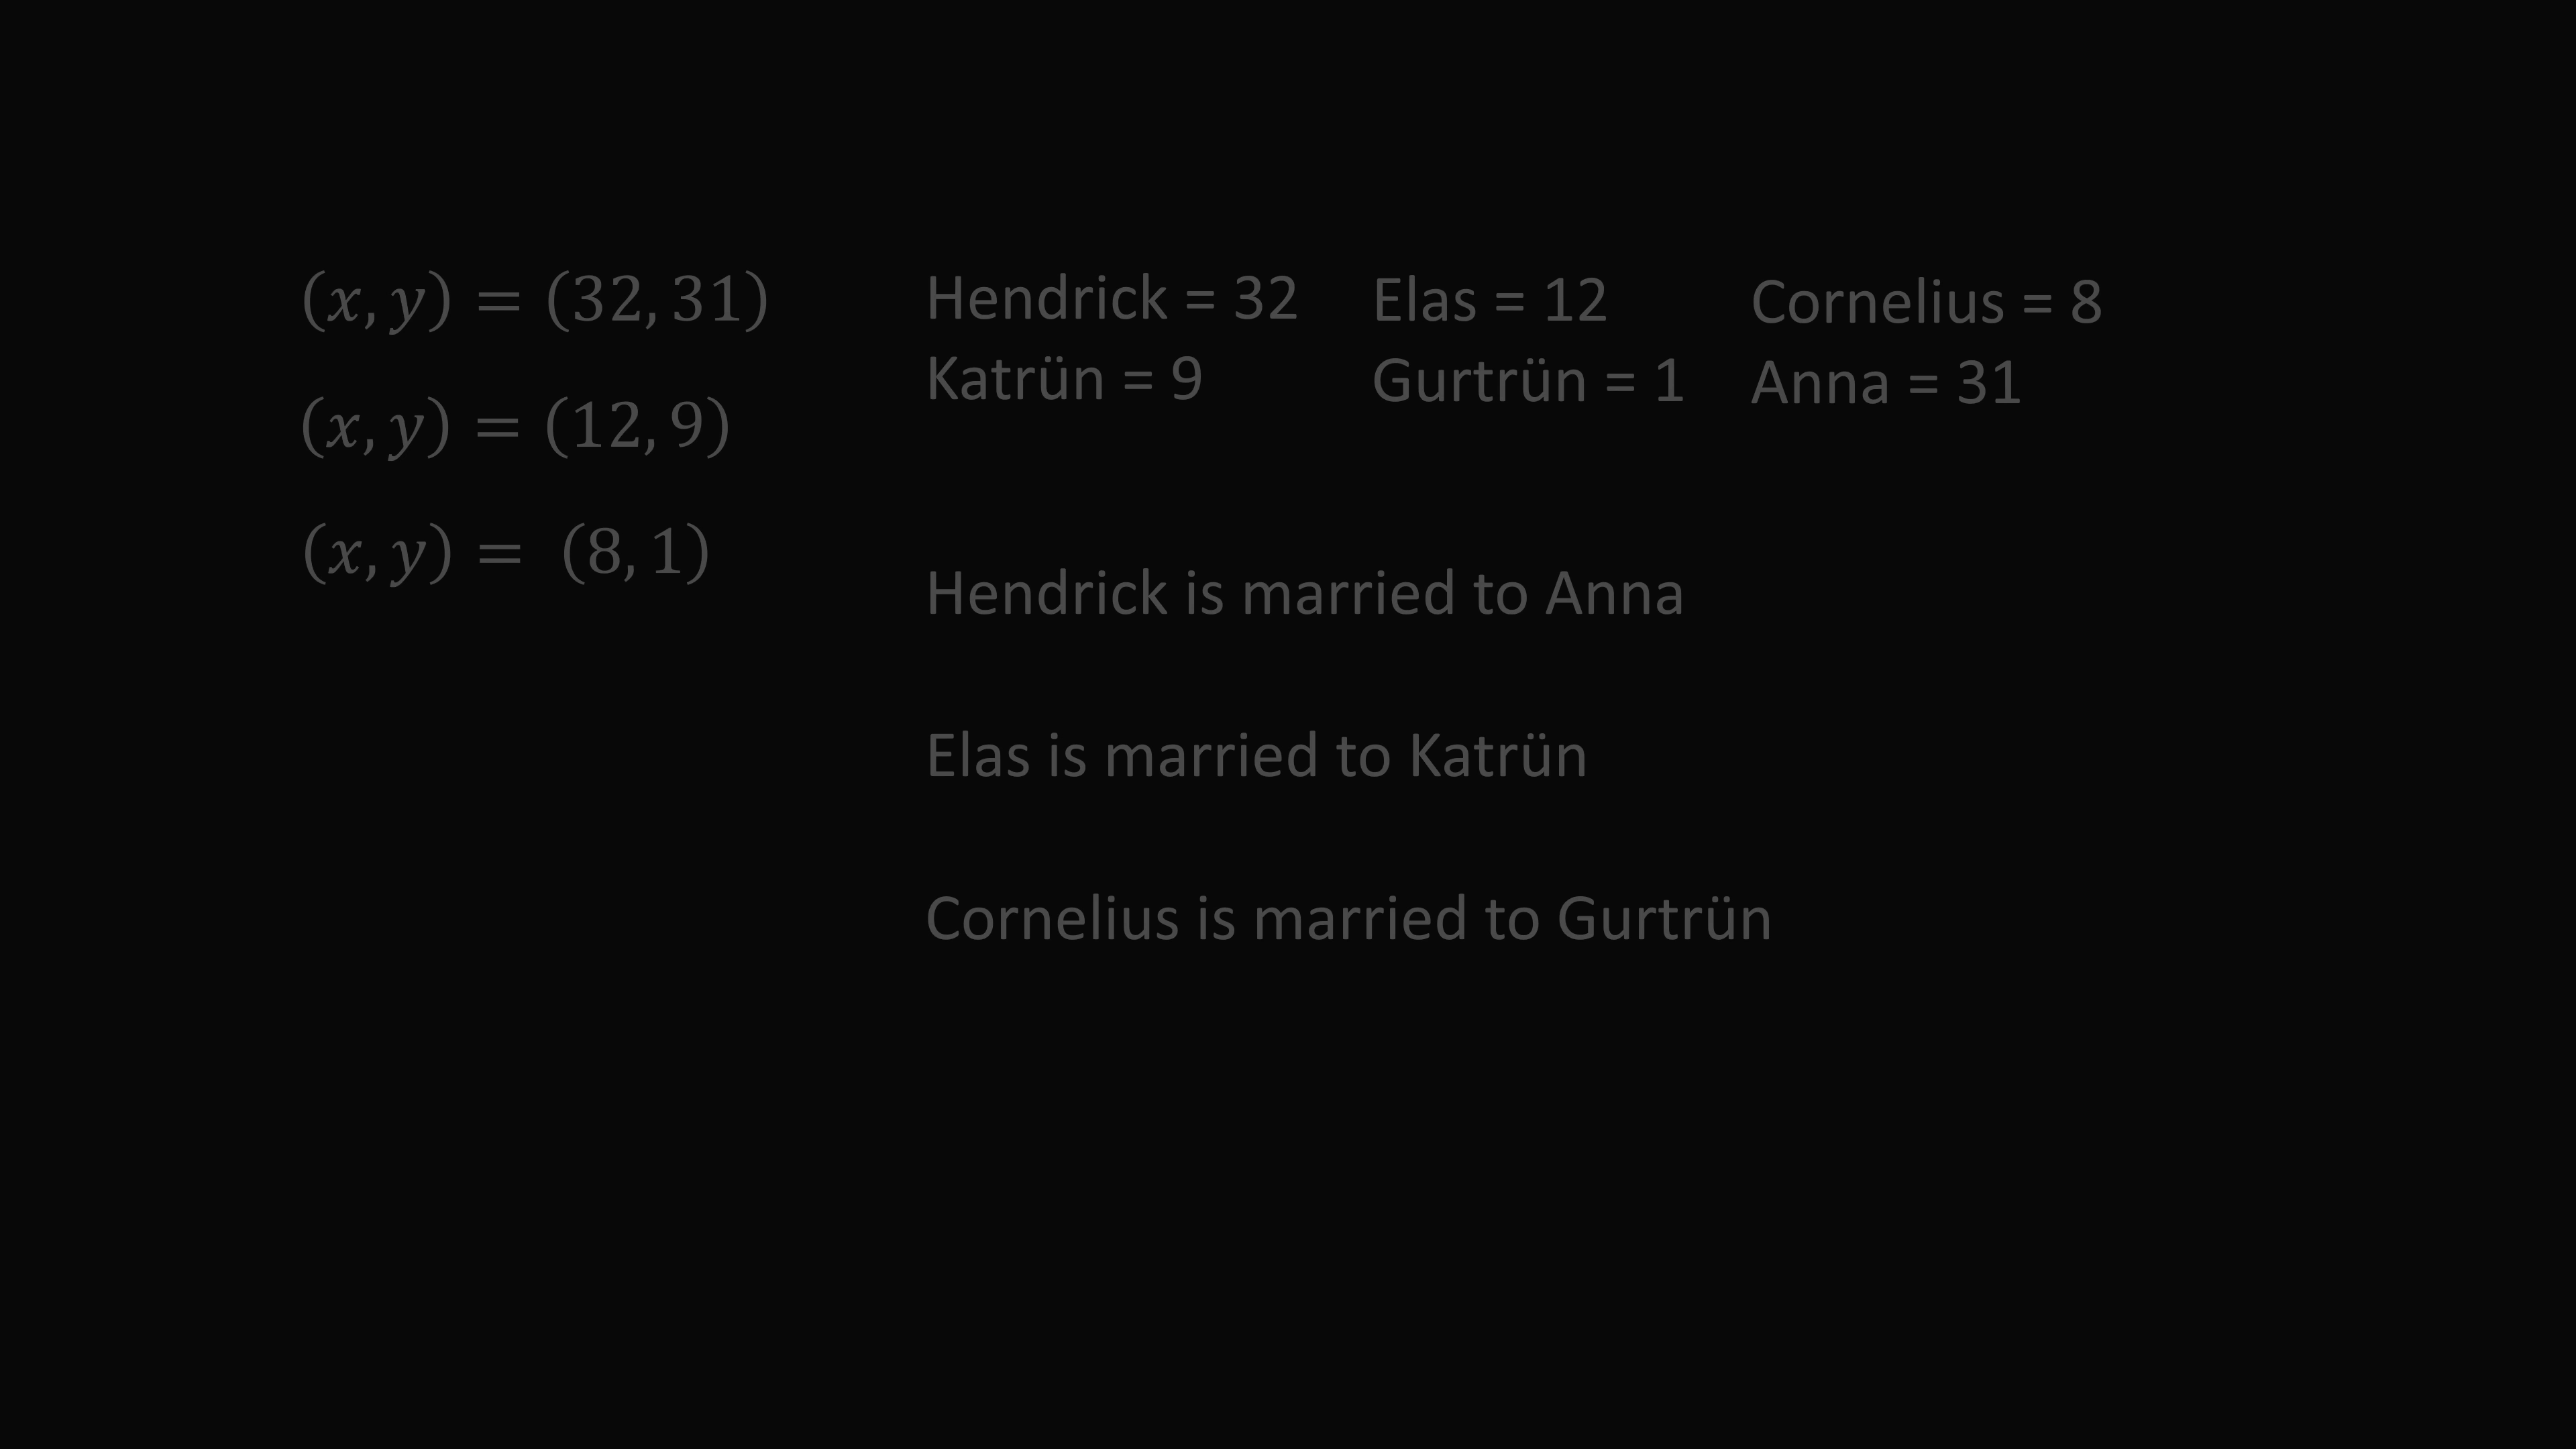 (x, y) = (32, 31)
(x, y) = (12, 9)
(x, y) = (8, 1)
Hendrick = 32 Elas = 12 Cornelius = 8
Katrün = 9 Gurtrün = 1 Anna = 31
Hendrick is married to Anna
Elas is married to Katrün
Cornelius is married to Gurtrün